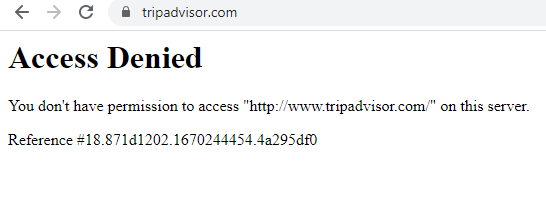 tripadvisor.com
Access Denied
You don't have permission to access "http://www.tripadvisor.com/" on this server.
Reference #18.871d1202.1670244454.4a295df0